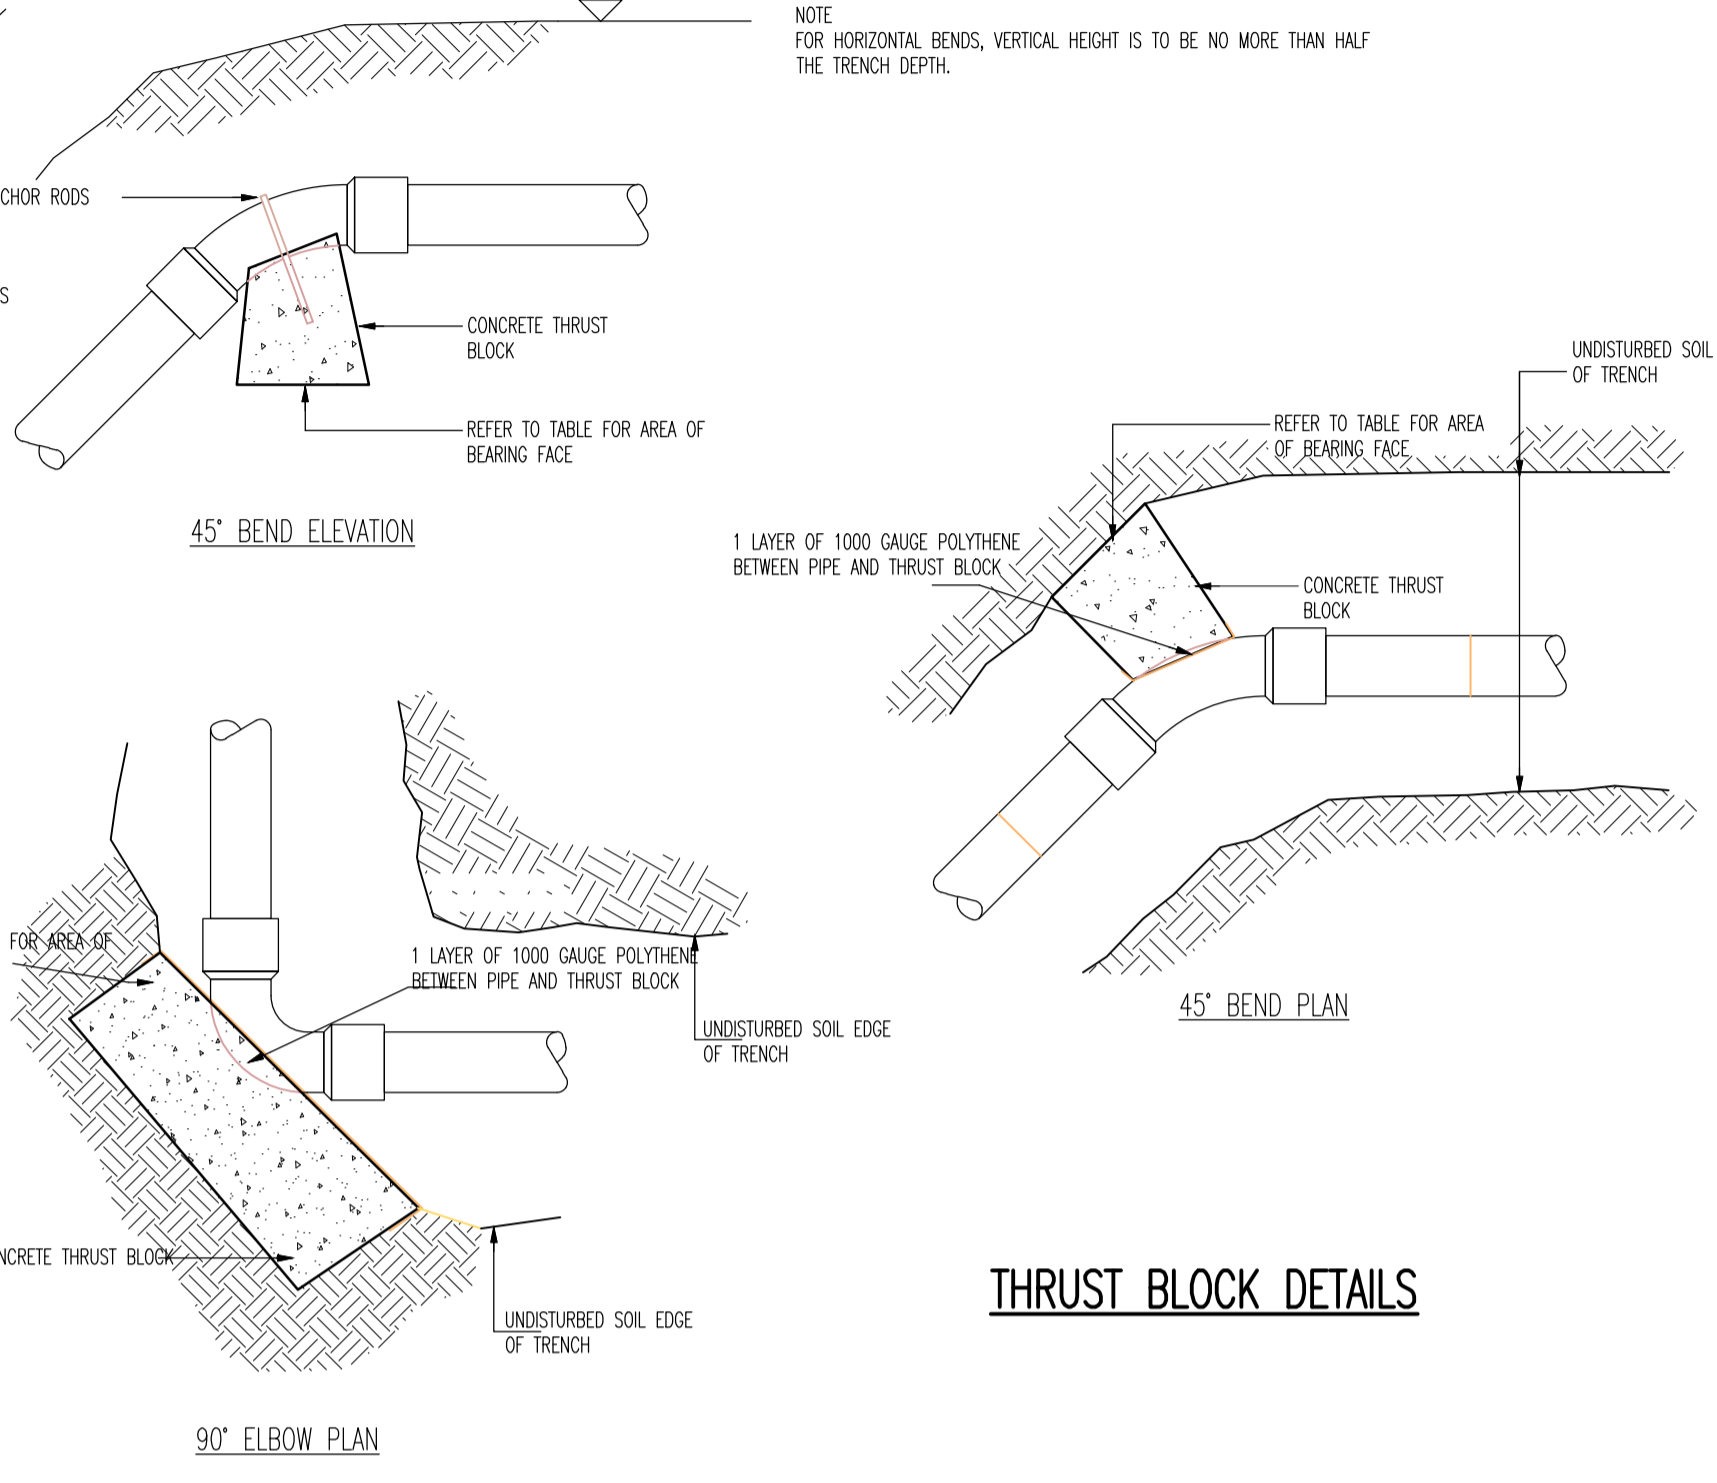 NOTE
FOR HORIZONTAL BENDS, VERTICAL HEIGHT IS TO BE NO MORE THAN HALF
THE TRENCH DEPTH.
CHOR RODS
S
CONCRETE THRUST
BLOCK
REFER TO TABLE FOR AREA OF
BEARING FACE
45° BEND ELEVATION
UNDISTURBED SOIL
OF TRENCH
REFER TO TABLE FOR AREA
OF BEARING FACE
1 LAYER OF 1000 GAUGE POLYTHENE
BETWEEN PIPE AND THRUST BLOCK
CONCRETE THRUST
BLOCK
45° BEND PLAN
FOR AREA OF
1 LAYER OF 1000 GAUGE POLYTHENE
BETWEEN PIPE AND THRUST BLOCK
UNDISTURBED SOIL EDGE
OF TRENCH
NCRETE THRUST BLOCK
UNDISTURBED SOIL EDGE
OF TRENCH
90° ELBOW PLAN
THRUST BLOCK DETAILS